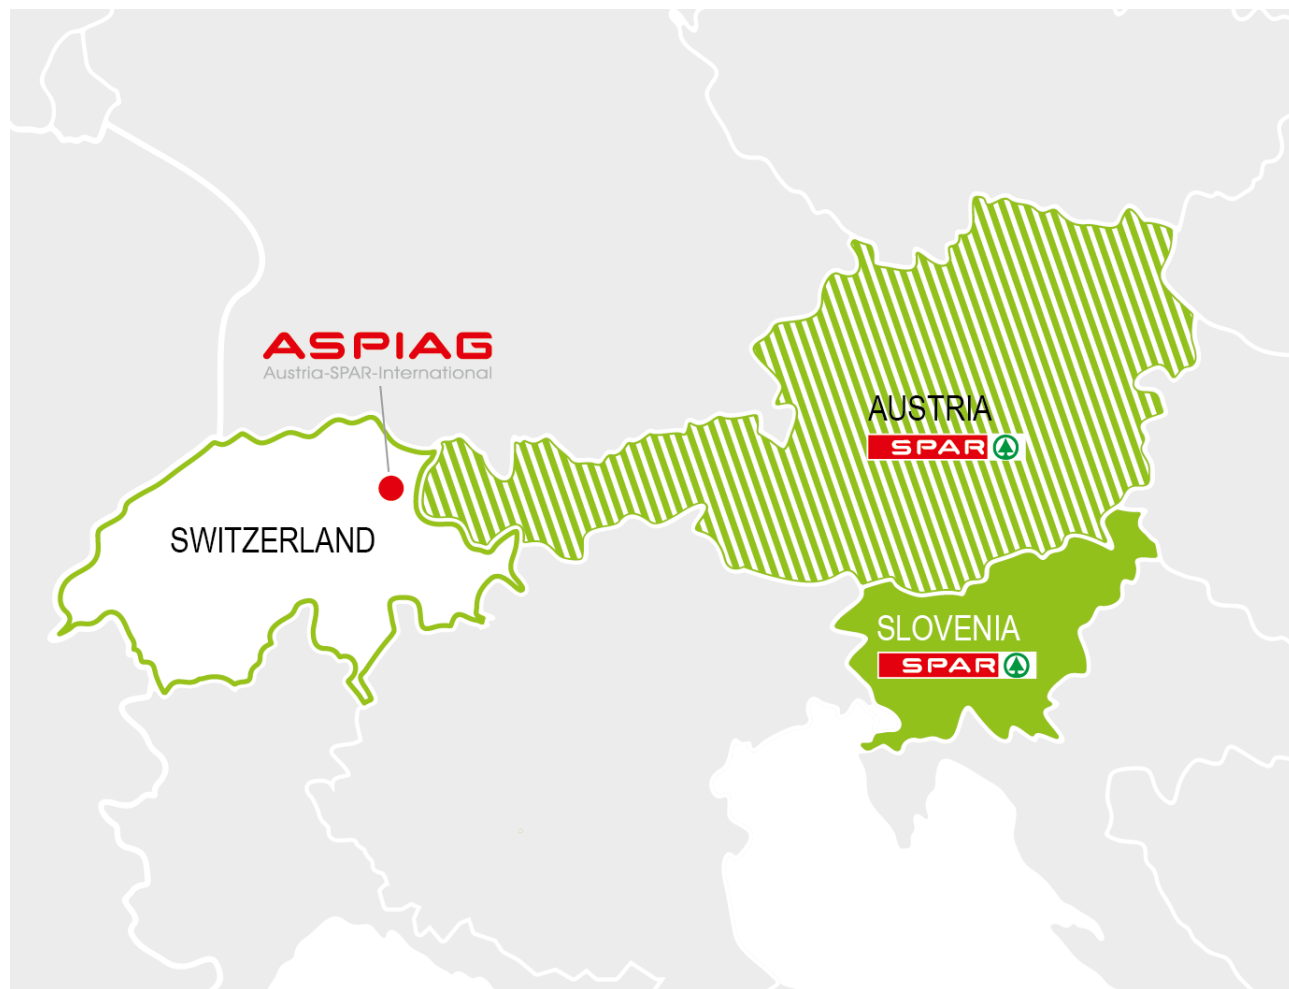 ASPIAG
Austria-SPAR-International
AUSTRIA
SPAR
SWITZERLAND
SLOVENIA
SPAR